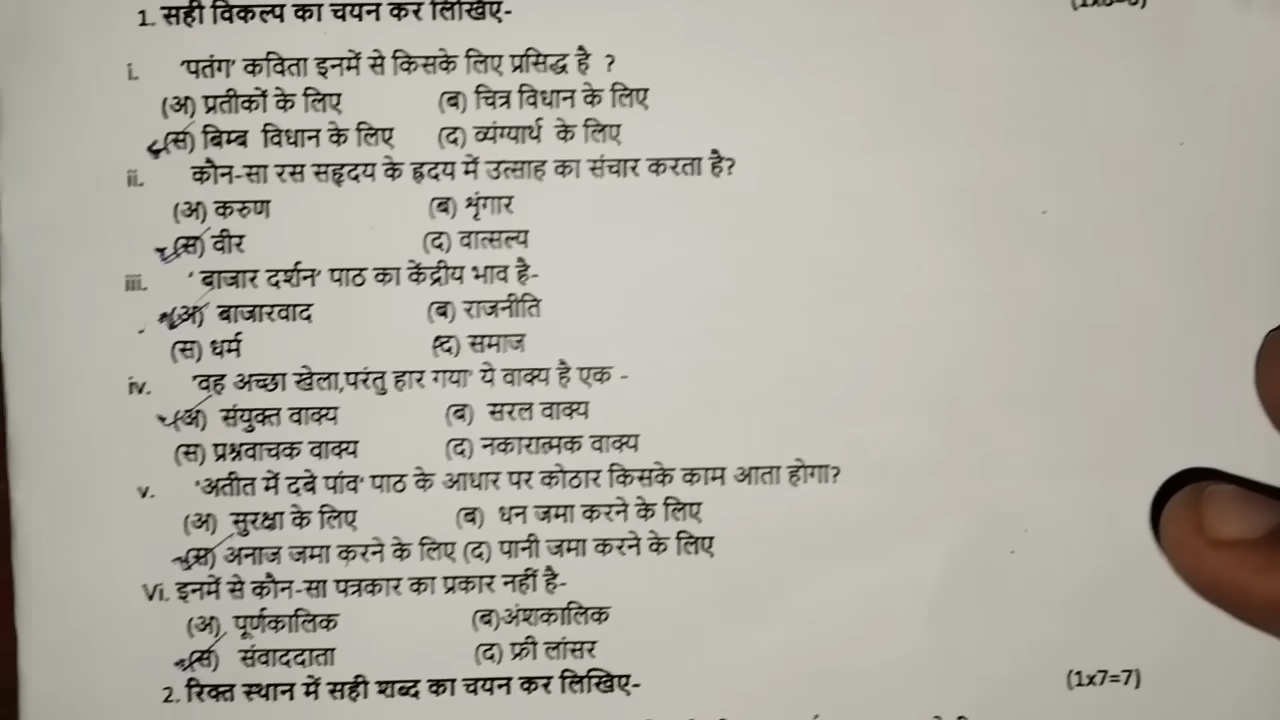 1. सही विकल्प का चयन कर लिखिए-
i. 'पतंग' कविता इनमें से किसके लिए प्रसिद्ध है ?
(अ) प्रतीकों के लिए (ब) चित्र विधान के लिए
(स) बिम्ब विधान के लिए (द) व्यंग्यार्थ के लिए
ii. कौन-सा रस सहृदय के हृदय में उत्साह का संचार करता है?
(अ) करुण (ब) शृंगार
(स) वीर (द) वात्सल्य
iii. ' बाजार दर्शन' पाठ का केंद्रीय भाव है-
(अ) बाजारवाद (ब) राजनीति
(स) धर्म (द) समाज
iv. 'वह अच्छा खेला,परंतु हार गया' ये वाक्य है एक -
(अ) संयुक्त वाक्य (ब) सरल वाक्य
(स) प्रश्नवाचक वाक्य (द) नकारात्मक वाक्य
v. 'अतीत में दबे पांव' पाठ के आधार पर कोठार किसके काम आता होगा?
(अ) सुरक्षा के लिए (ब) धन जमा करने के लिए
(स) अनाज जमा करने के लिए (द) पानी जमा करने के लिए
Vi. इनमें से कौन-सा पत्रकार का प्रकार नहीं है-
(अ) पूर्णकालिक (ब)अंशकालिक
(स) संवाददाता (द) फ्री लांसर
2. रिक्त स्थान में सही शब्द का चयन कर लिखिए- (1x7=7)